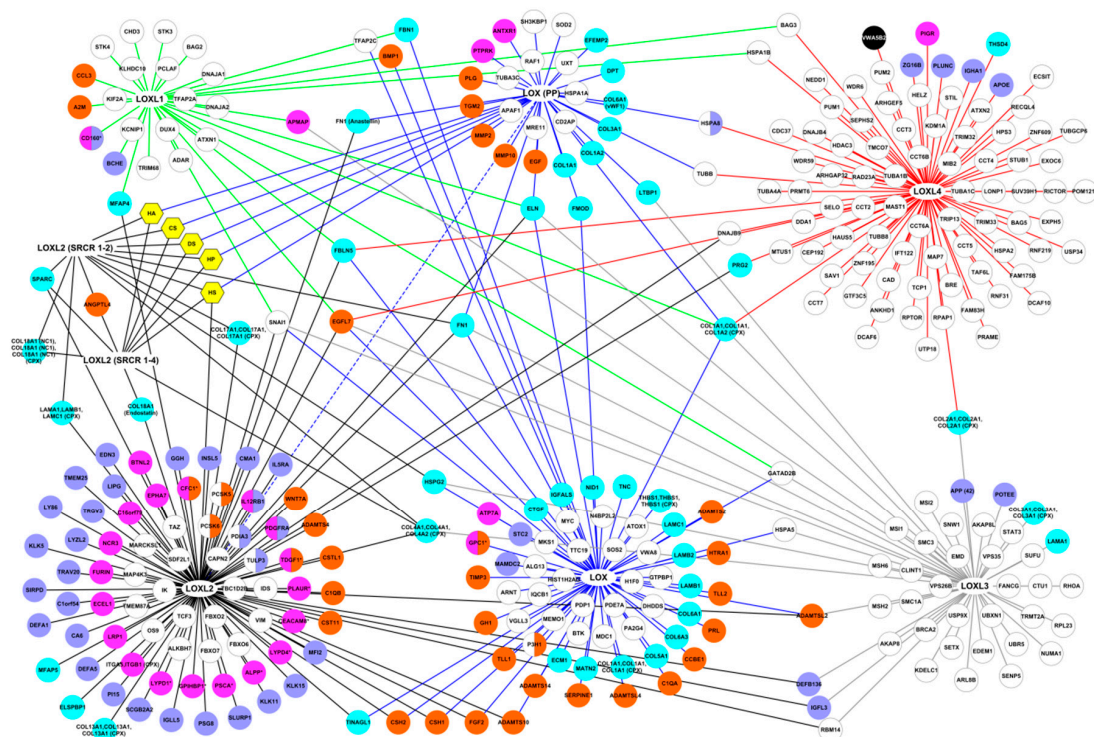 CHD3
STK3
STK4
BAG2
KLHDC10
PCLAF
CCL3
DNAJA1
LOXL1
KIF2A
TFAP2A
A2M
DNAJA2
KCNIP1
DUX4
ATXN1
CD160*
ADAR
BCHE
TRIM68
MFAP4
FBN1
TFAP2C
BMP1
ANTXR1
SH3KBP1
SOD2
PTPRK
RAF1
EFEMP2
UXT
PLG
TUBA3C
DPT
LOX (PP)
HSPA1A
TGM2
COL6A1
(vWF1)
APAF1
CD2AP
FN1 (Anastellin)
MMP2
MRE11
COL3A1
APMAP
MMP10
COL1A2
EGF
COL1A1
LTBP1
ELN
FMOD
BAG3
HSPA1B
HSPA8
TUBB
DNAJB9
PRG2
VWA5B2
PIGR
THSD4
PUM2
ZG16B
PLUNC
IGHA1
APOE
WDR6
HELZ
ECSIT
NEDD1
ARHGEF5
STIL
ATXN2
RECQL4
PUM1
SEPHS2
CCT3
KDM1A
TRIM32
HPS3
ZNF609
TUBGCP6
CDC37
DNAJB4
HDAC3
TMCO7
CCT6B
MIB2
CCT4
STUB1
EXOC6
WDR59
ARHGAP32
RAD23A
TUBA1B
TUBA4A
PRMT6
LOXL4
TUBA1C
LONP1
RICTOR
POM121
MAST1
SELO
CCT2
TRIP13
TRIM33
BAG5
EXPH5
DDA1
CCT6A
HAUS5
TUBB8
CCT5
HSPA2
RNF219
USP34
MTUS1
CEP192
IFT122
MAP7
ZNF195
TAF6L
FAM175B
SAV1
CAD
BRE
RNF31
DCAF10
CCT7
GTF3C5
TCP1
ANKHD1
RPTOR
RPAP1
FAM83H
DCAF6
PRAME
UTP18
HA
CS
DS
HP
HS
LOXL2 (SRCR 1-2)
SPARC
ANGPTL4
FBLN5
EGFL7
SNAI1
FN1
COL17A1,COL17A1,
COL17A1 (CPX)
COL18A1 (NC1),
COL18A1 (NC1),
COL18A1 (NC1)
(CPX)
LOXL2 (SRCR 1-4)
COL1A1,COL1A1,
COL1A2 (CPX)
LAMA1,LAMB1,
LAMC1 (CPX)
COL18A1
(Endostatin)
COL2A1,COL2A1,
COL2A1 (CPX)
GATAD2B
EDN3
BTNL2
GGH
INSL5
CMA1
IL5RA
TMEM25
LIPG
EPHA7
CFC1*
PCSK5
IL12RB1
WNT7A
LY86
TRGV3
PCSK6
PDGFRA
ADAMTS4
LYZL2
NCR3
TAZ
PDIA3
KLK5
MARCKSL1
SDF2L1
CAPN2
TULP3
CSTL1
TRAV20
FURIN
MAP4K3
TDGF1*
C1QB
SIRPD
LOXL2
TBC1D2B
IDS
PLAUR*
C1orf54
ECEL1
IK
TMEM87A
CST11
DEFA1
TCF3
FBXO2
VIM
CEACAM8*
CA6
LRP1
OS9
FBXO6
LYPD4*
MFI2
MFAP5
DEFA5
ALKBH7
FBXO7
KLK15
ITGA3,ITGB1 (CPX)
ALPP*
PI15
LYPD1*
GPIHBP1*
PSCA*
KLK11
ELSPBP1
SCGB2A2
SLURP1
IGLL5
PSG8
COL13A1,COL13A1,
COL13A1 (CPX)
TINAGL1
HSPG2
CTGF
IGFALS
NID1
TNC
THBS1,THBS1,
THBS1 (CPX)
ADAMTS2
COL4A1,COL4A1,
COL4A2 (CPX)
ATP7A
MYC
N4BP2L2
LAMC1
HSPA5
STC2
GPC1*
MKS1
ATOX1
TTC19
SOS2
VWA8
LAMB2
HTRA1
MAMDC2
ALG13
TIMP3
LOX
H1F0
GTPBP1
LAMB1
TLL2
ARNT
IQCB1
DHDDS
COL6A1
ADAMTSL2
GH1
VGLL3
PDP1
PDE7A
PRL
MEMO1
PA2G4
COL6A3
TLL1
P3H1
BTK
MDC1
COL5A1
CCBE1
ECM1
MATN2
COL1A1,COL1A1,
COL1A1 (CPX)
C1QA
ADAMTS14
SERPINE1
ADAMTSL4
CSH2
CSH1
FGF2
ADAMTS10
DEFB136
IGFL3
RBM14
APP (42)
POTEE
MSI2
LAMA1
MSI1
SNW1
AKAP8L
STAT3
SMC3
EMD
VPS35
SUFU
MSH6
CLINT1
VPS26B
LOXL3
FANCG
CTU1
RHOA
MSH2
SMC1A
USP9X
UBXN1
TRMT2A
RPL23
BRCA2
AKAP8
SETX
EDEM1
UBR5
NUMA1
KDELC1
ARL8B
SENP5